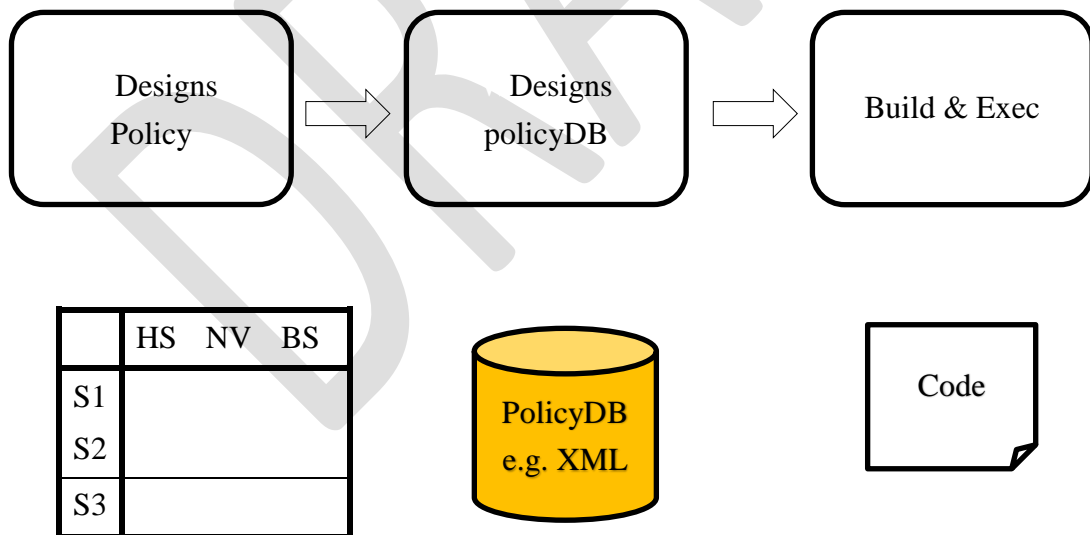 Designs
Policy
Designs
policyDB
Build & Exec
HS NV BS
S1
S2
S3
PolicyDB
e.g. XML
Code